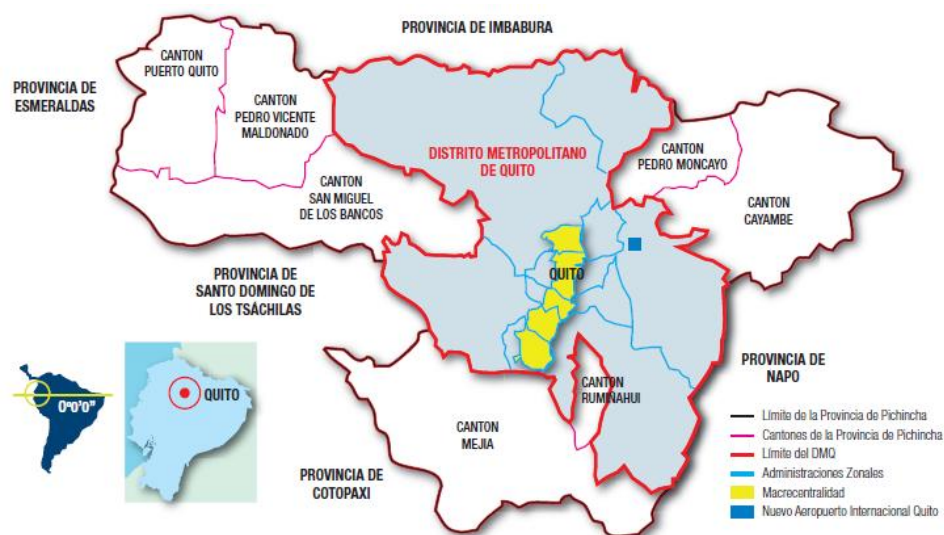 PROVINCIA DE IMBABURA
CANTON
PUERTO QUITO
PROVINCIA DE
ESMERALDAS
CANTON
PEDRO VICENTE
MALDONADO
DISTRITO METROPOLITANO
DE QUITO
CANTON
PEDRO MONCAYO
CANTON
SAN MIGUEL
DE LOS BANCOS
CANTON
CAYAMBE
PROVINCIA DE
SANTO DOMINGO DE
LOS TSÁCHILAS
QUITO
0º0'0"
QUITO
CANTON
RUMIÑAHUI
PROVINCIA DE
NAPO
CANTON
MEJIA
PROVINCIA DE
COTOPAXI
Límite de la Provincia de Pichincha
Cantones de la Provincia de Pichincha
Límite del DMQ
Administraciones Zonales
Macrecentralidad
Nuevo Aeropuerto Internacional Quito